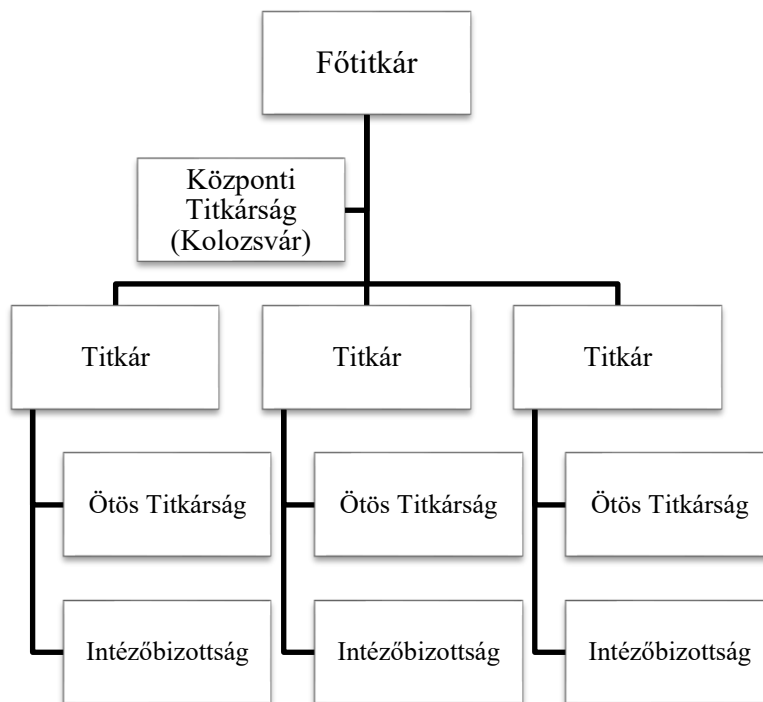 Főtitkár
Központi
Titkárság
(Kolozsvár)
Titkár
Titkár
Titkár
Ötös Titkárság
Ötös Titkárság
Ötös Titkárság
Intézőbizottság
Intézőbizottság
Intézőbizottság